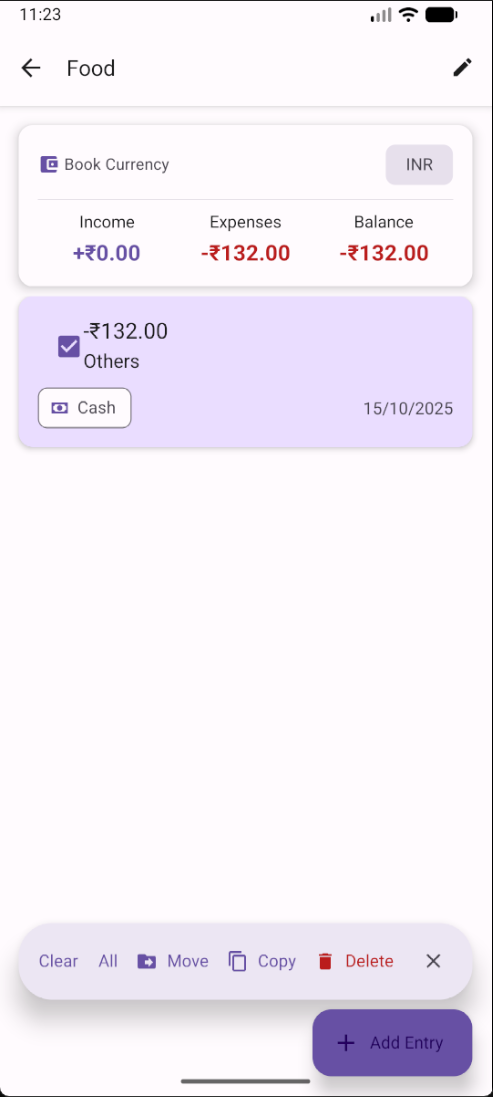 11:23
Food
Book Currency INR
Income Expenses Balance
+₹0.00 -₹132.00 -₹132.00
-₹132.00
Others
Cash 15/10/2025
Clear All Move Copy Delete
Add Entry